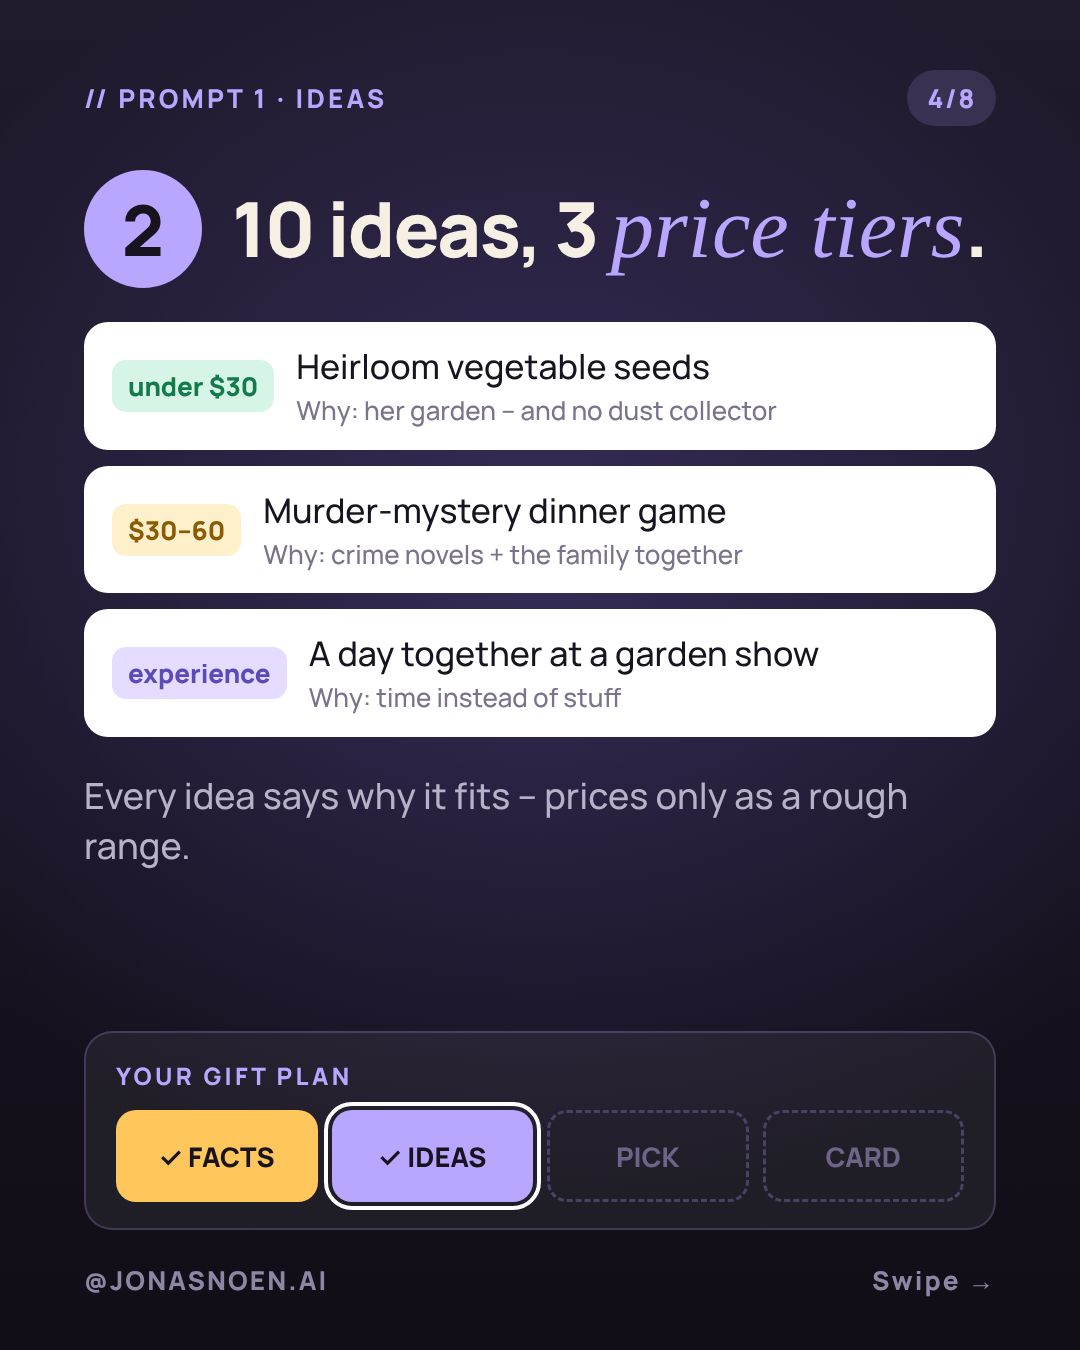 // PROMPT 1 · IDEAS
4/8
2
10 ideas, 3 price tiers.
under $30
Heirloom vegetable seeds
Why: her garden – and no dust collector
$30–60
Murder-mystery dinner game
Why: crime novels + the family together
experience
A day together at a garden show
Why: time instead of stuff
Every idea says why it fits – prices only as a rough
range.
YOUR GIFT PLAN
✓ FACTS
✓ IDEAS
PICK
CARD
@JONASNOEN.AI
Swipe →